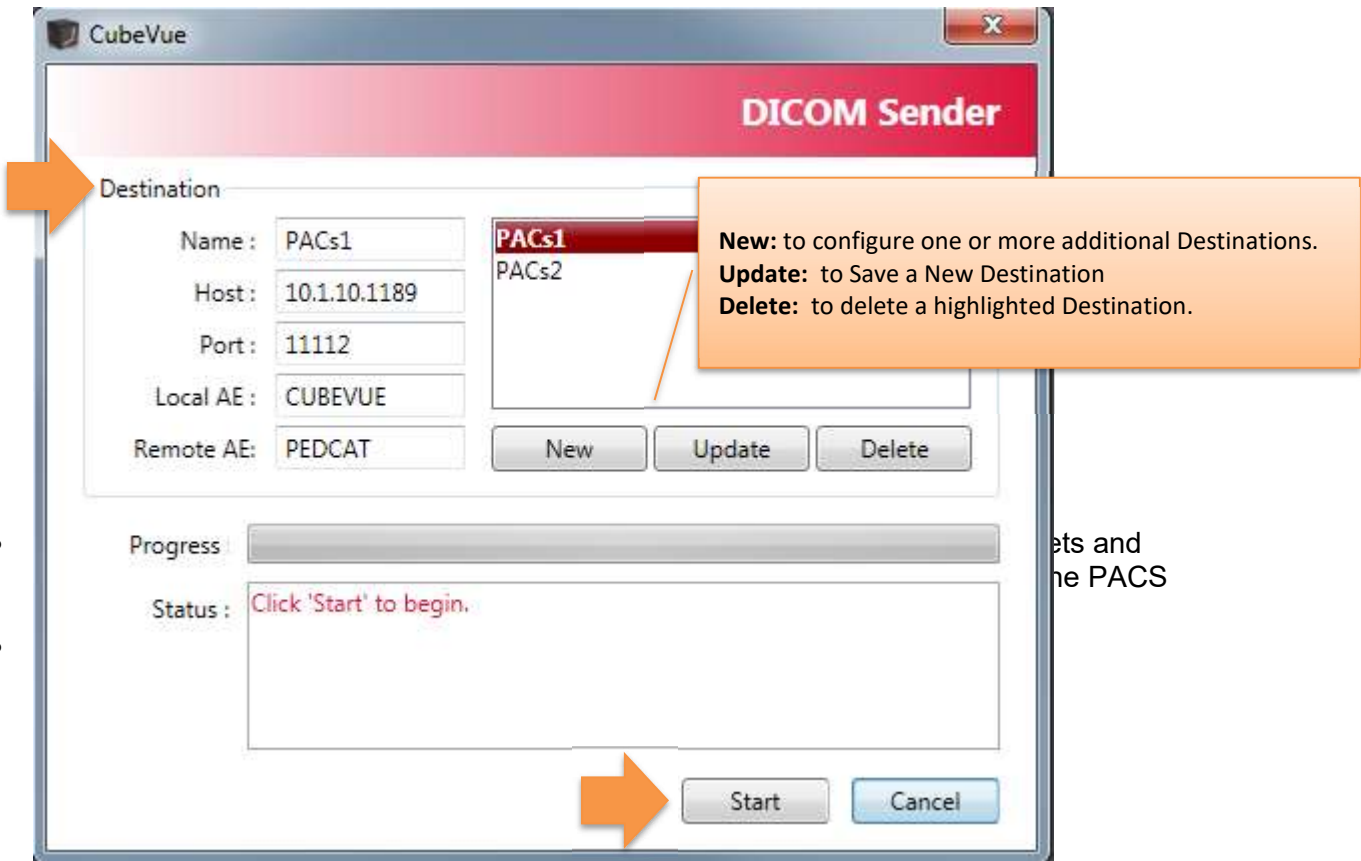 CubeVue
DICOM Sender
Destination
Name : PACs1
Host : 10.1.10.1189
Port : 11112
Local AE : CUBEVUE
Remote AE: PEDCAT
PACs1
PACs2
New: to configure one or more additional Destinations.
Update: to Save a New Destination
Delete: to delete a highlighted Destination.
New Update Delete
Progress
Status : Click 'Start' to begin.
and
PACS
Start Cancel